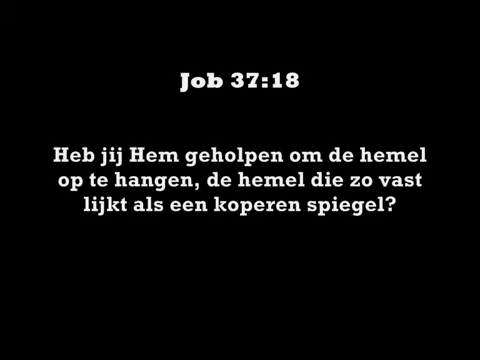 Job 37:18
Heb jij Hem geholpen om de hemel
op te hangen, de hemel die zo vast
lijkt als een koperen spiegel?